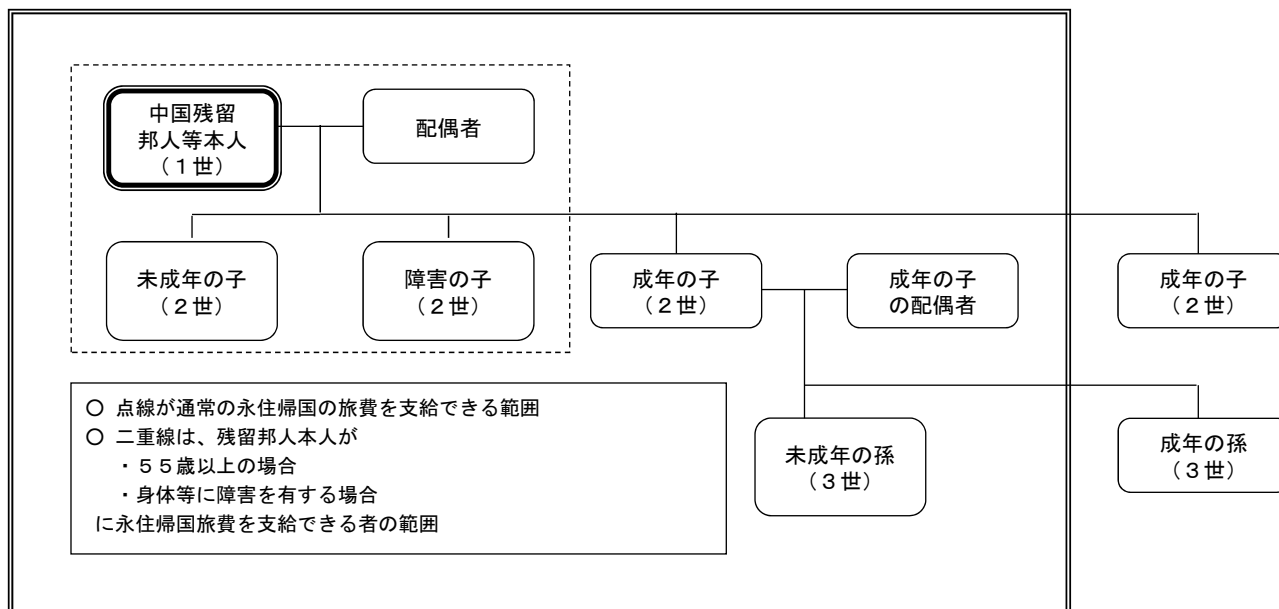 中国残留
邦人等本人
（１世）
配偶者
未成年の子
（２世）
障害の子
（２世）
成年の子
（２世）
成年の子
の配偶者
成年の子
（２世）
○ 点線が通常の永住帰国の旅費を支給できる範囲
○ 二重線は、残留邦人本人が
・５５歳以上の場合
・身体等に障害を有する場合
に永住帰国旅費を支給できる者の範囲
未成年の孫
（３世）
成年の孫
（３世）